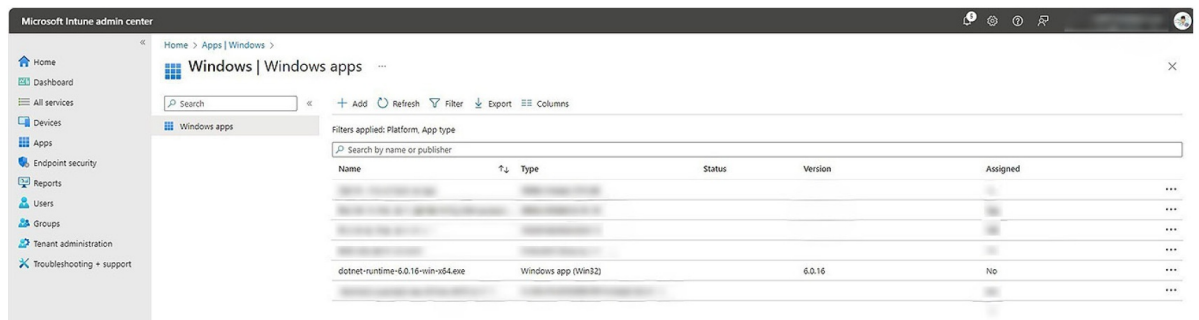 Microsoft Intune admin center
Home > Apps | Windows >
Windows | Windows apps
Home
Dashboard
All services
Devices
Apps
Endpoint security
Reports
Users
Groups
Tenant administration
Troubleshooting + support
Search
Windows apps
Add Refresh Filter Export Columns
Filters applied: Platform, App type
Search by name or publisher
Name Type Status Version Assigned
dotnet-runtime-6.0.16-win-x64.exe Windows app (Win32) 6.0.16 No